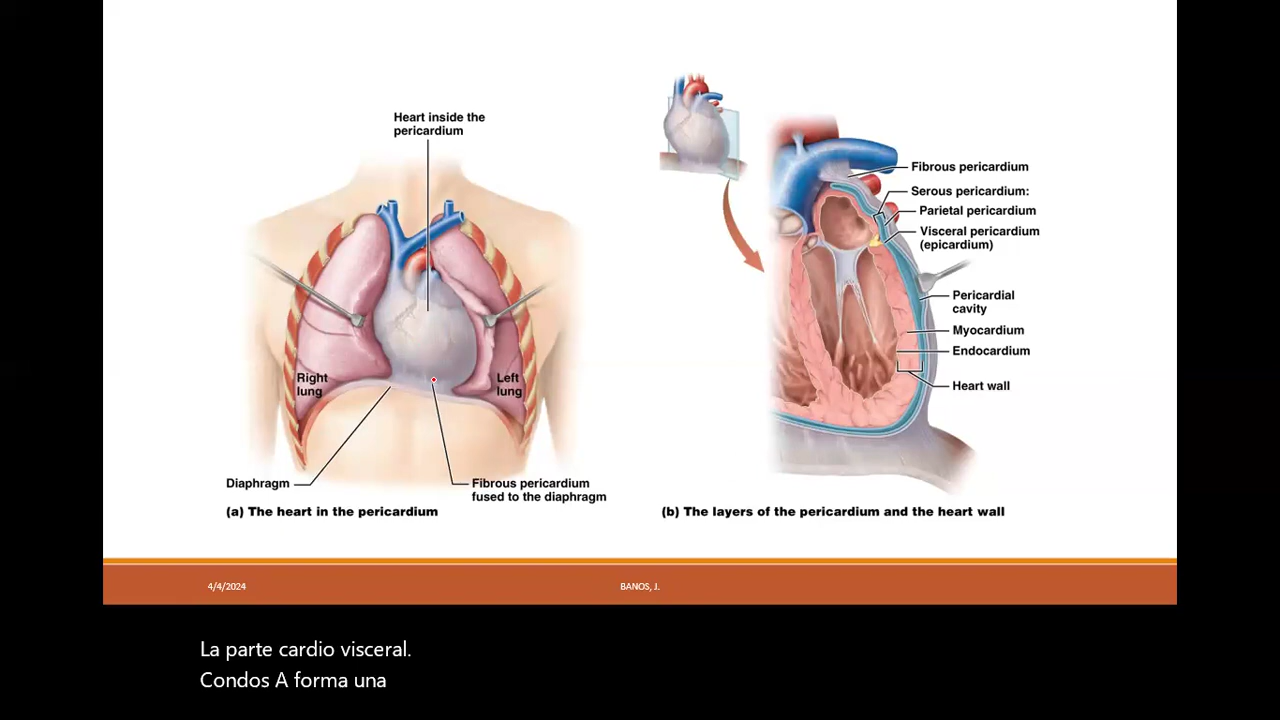 Heart inside the
pericardium
Right
lung
Left
lung
Diaphragm
Fibrous pericardium
fused to the diaphragm
(a) The heart in the pericardium
Fibrous pericardium
Serous pericardium:
Parietal pericardium
Visceral pericardium
(epicardium)
Pericardial
cavity
Myocardium
Endocardium
Heart wall
(b) The layers of the pericardium and the heart wall
4/4/2024
BANOS, J.
La parte cardio visceral.
Condos A forma una